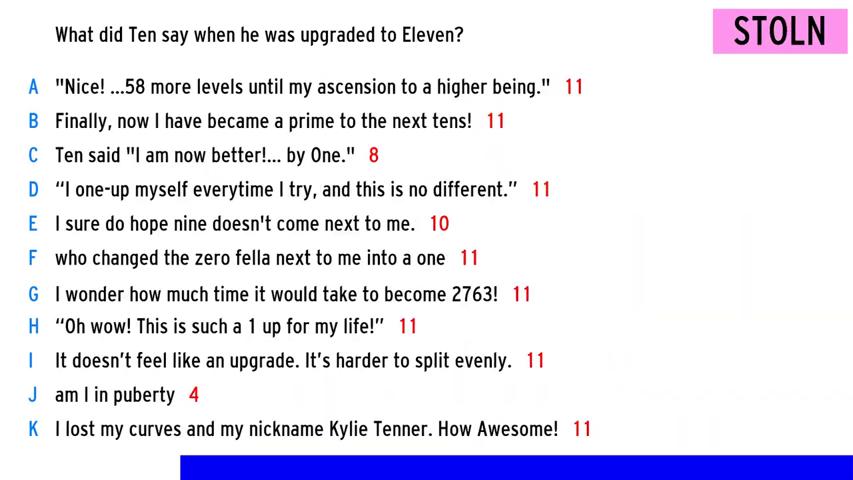 What did Ten say when he was upgraded to Eleven?
STOLN
A "Nice! ...58 more levels until my ascension to a higher being." 11
B Finally, now I have became a prime to the next tens! 11
C Ten said "I am now better!... by One." 8
D “I one-up myself everytime I try, and this is no different.” 11
E I sure do hope nine doesn't come next to me. 10
F who changed the zero fella next to me into a one 11
G I wonder how much time it would take to become 2763! 11
H “Oh wow! This is such a 1 up for my life!” 11
I It doesn’t feel like an upgrade. It’s harder to split evenly. 11
J am I in puberty 4
K I lost my curves and my nickname Kylie Tenner. How Awesome! 11